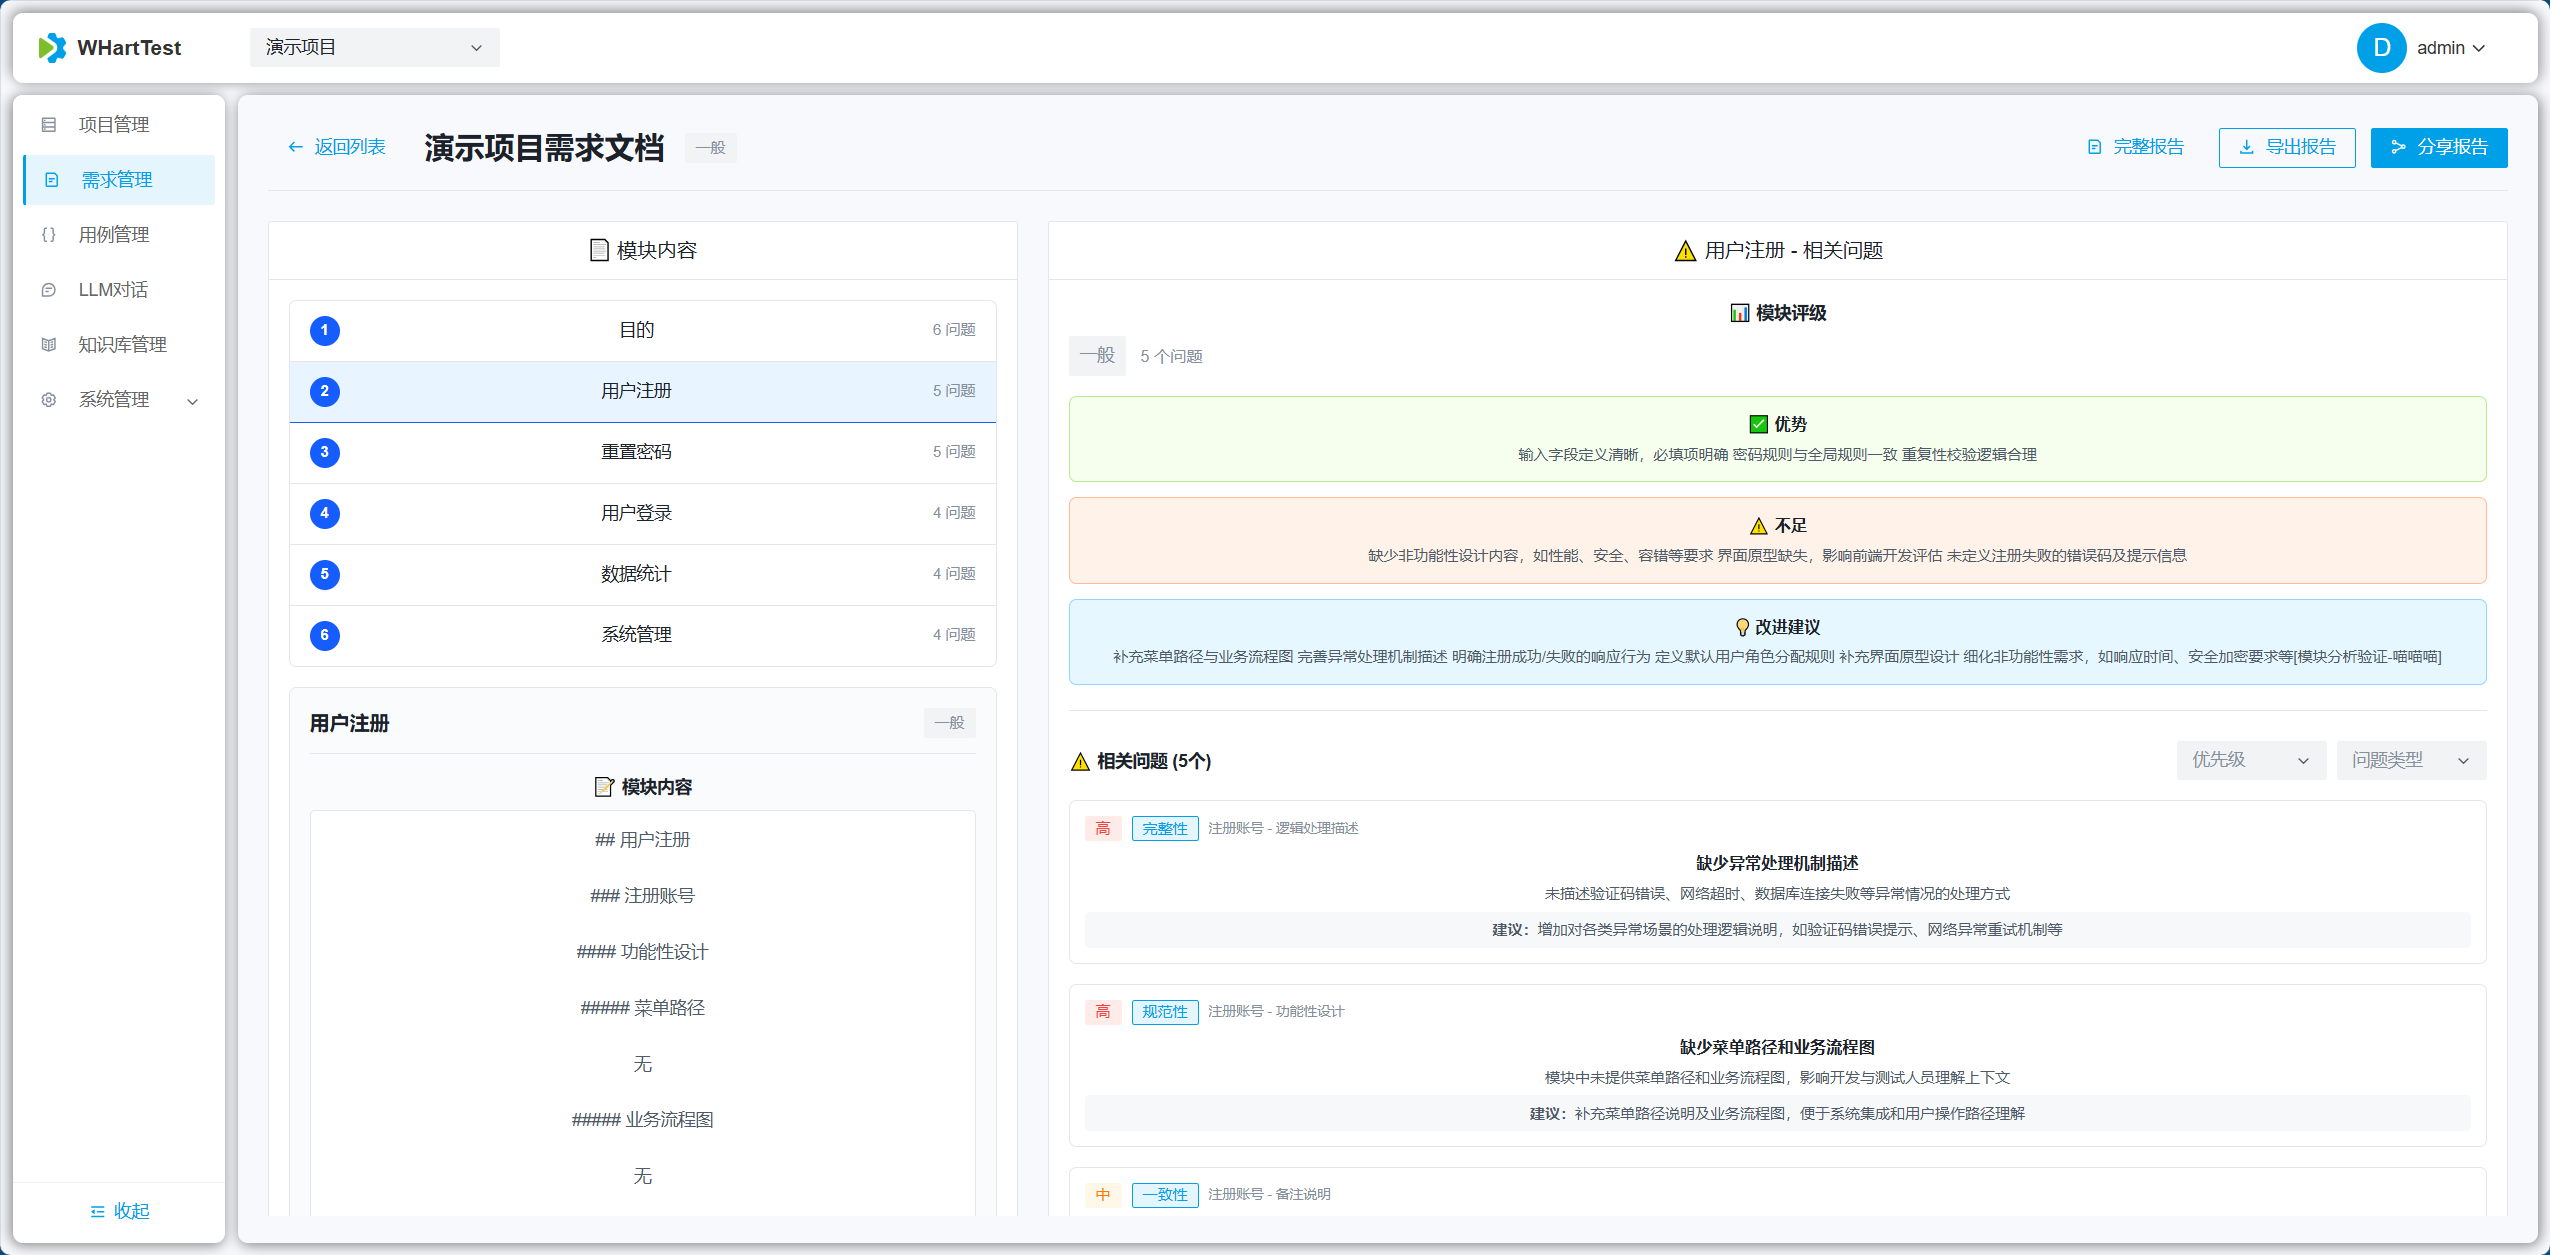 WHartTest
演示项目
D
admin
项目管理
需求管理
用例管理
LLM对话
知识库管理
系统管理
收起
返回列表
演示项目需求文档
一般
完整报告
导出报告
分享报告
模块内容
1 目的 6 问题
2 用户注册 5 问题
3 重置密码 5 问题
4 用户登录 4 问题
5 数据统计 4 问题
6 系统管理 4 问题
用户注册
一般
模块内容
## 用户注册
### 注册账号
#### 功能性设计
##### 菜单路径
无
##### 业务流程图
无
用户注册 - 相关问题
模块评级
一般 5 个问题
优势
输入字段定义清晰，必填项明确 密码规则与全局规则一致 重复性校验逻辑合理
不足
缺少非功能性设计内容，如性能、安全、容错等要求 界面原型缺失，影响前端开发评估 未定义注册失败的错误码及提示信息
改进建议
补充菜单路径与业务流程图 完善异常处理机制描述 明确注册成功/失败的响应行为 定义默认用户角色分配规则 补充界面原型设计 细化非功能性需求，如响应时间、安全加密要求等[模块分析验证-喵喵喵]
相关问题 (5个)
优先级
问题类型
高 完整性 注册账号 - 逻辑处理描述
缺少异常处理机制描述
未描述验证码错误、网络超时、数据库连接失败等异常情况的处理方式
建议：增加对各类异常场景的处理逻辑说明，如验证码错误提示、网络异常重试机制等
高 规范性 注册账号 - 功能性设计
缺少菜单路径和业务流程图
模块中未提供菜单路径和业务流程图，影响开发与测试人员理解上下文
建议：补充菜单路径说明及业务流程图，便于系统集成和用户操作路径理解
中 一致性 注册账号 - 备注说明